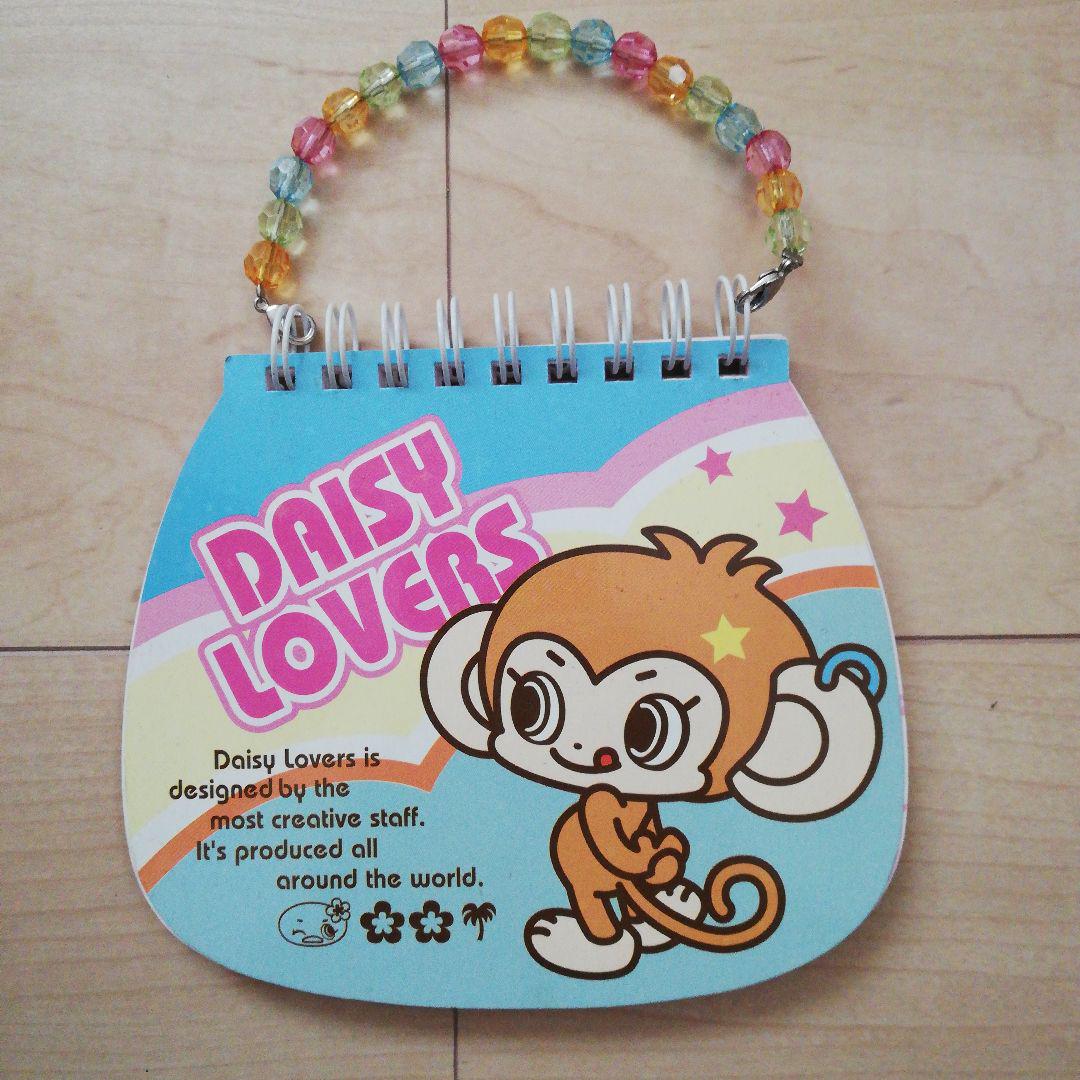 DAISY
LOVERS
Daisy Lovers is
designed by the
most creative staff.
It's produced all
around the world.